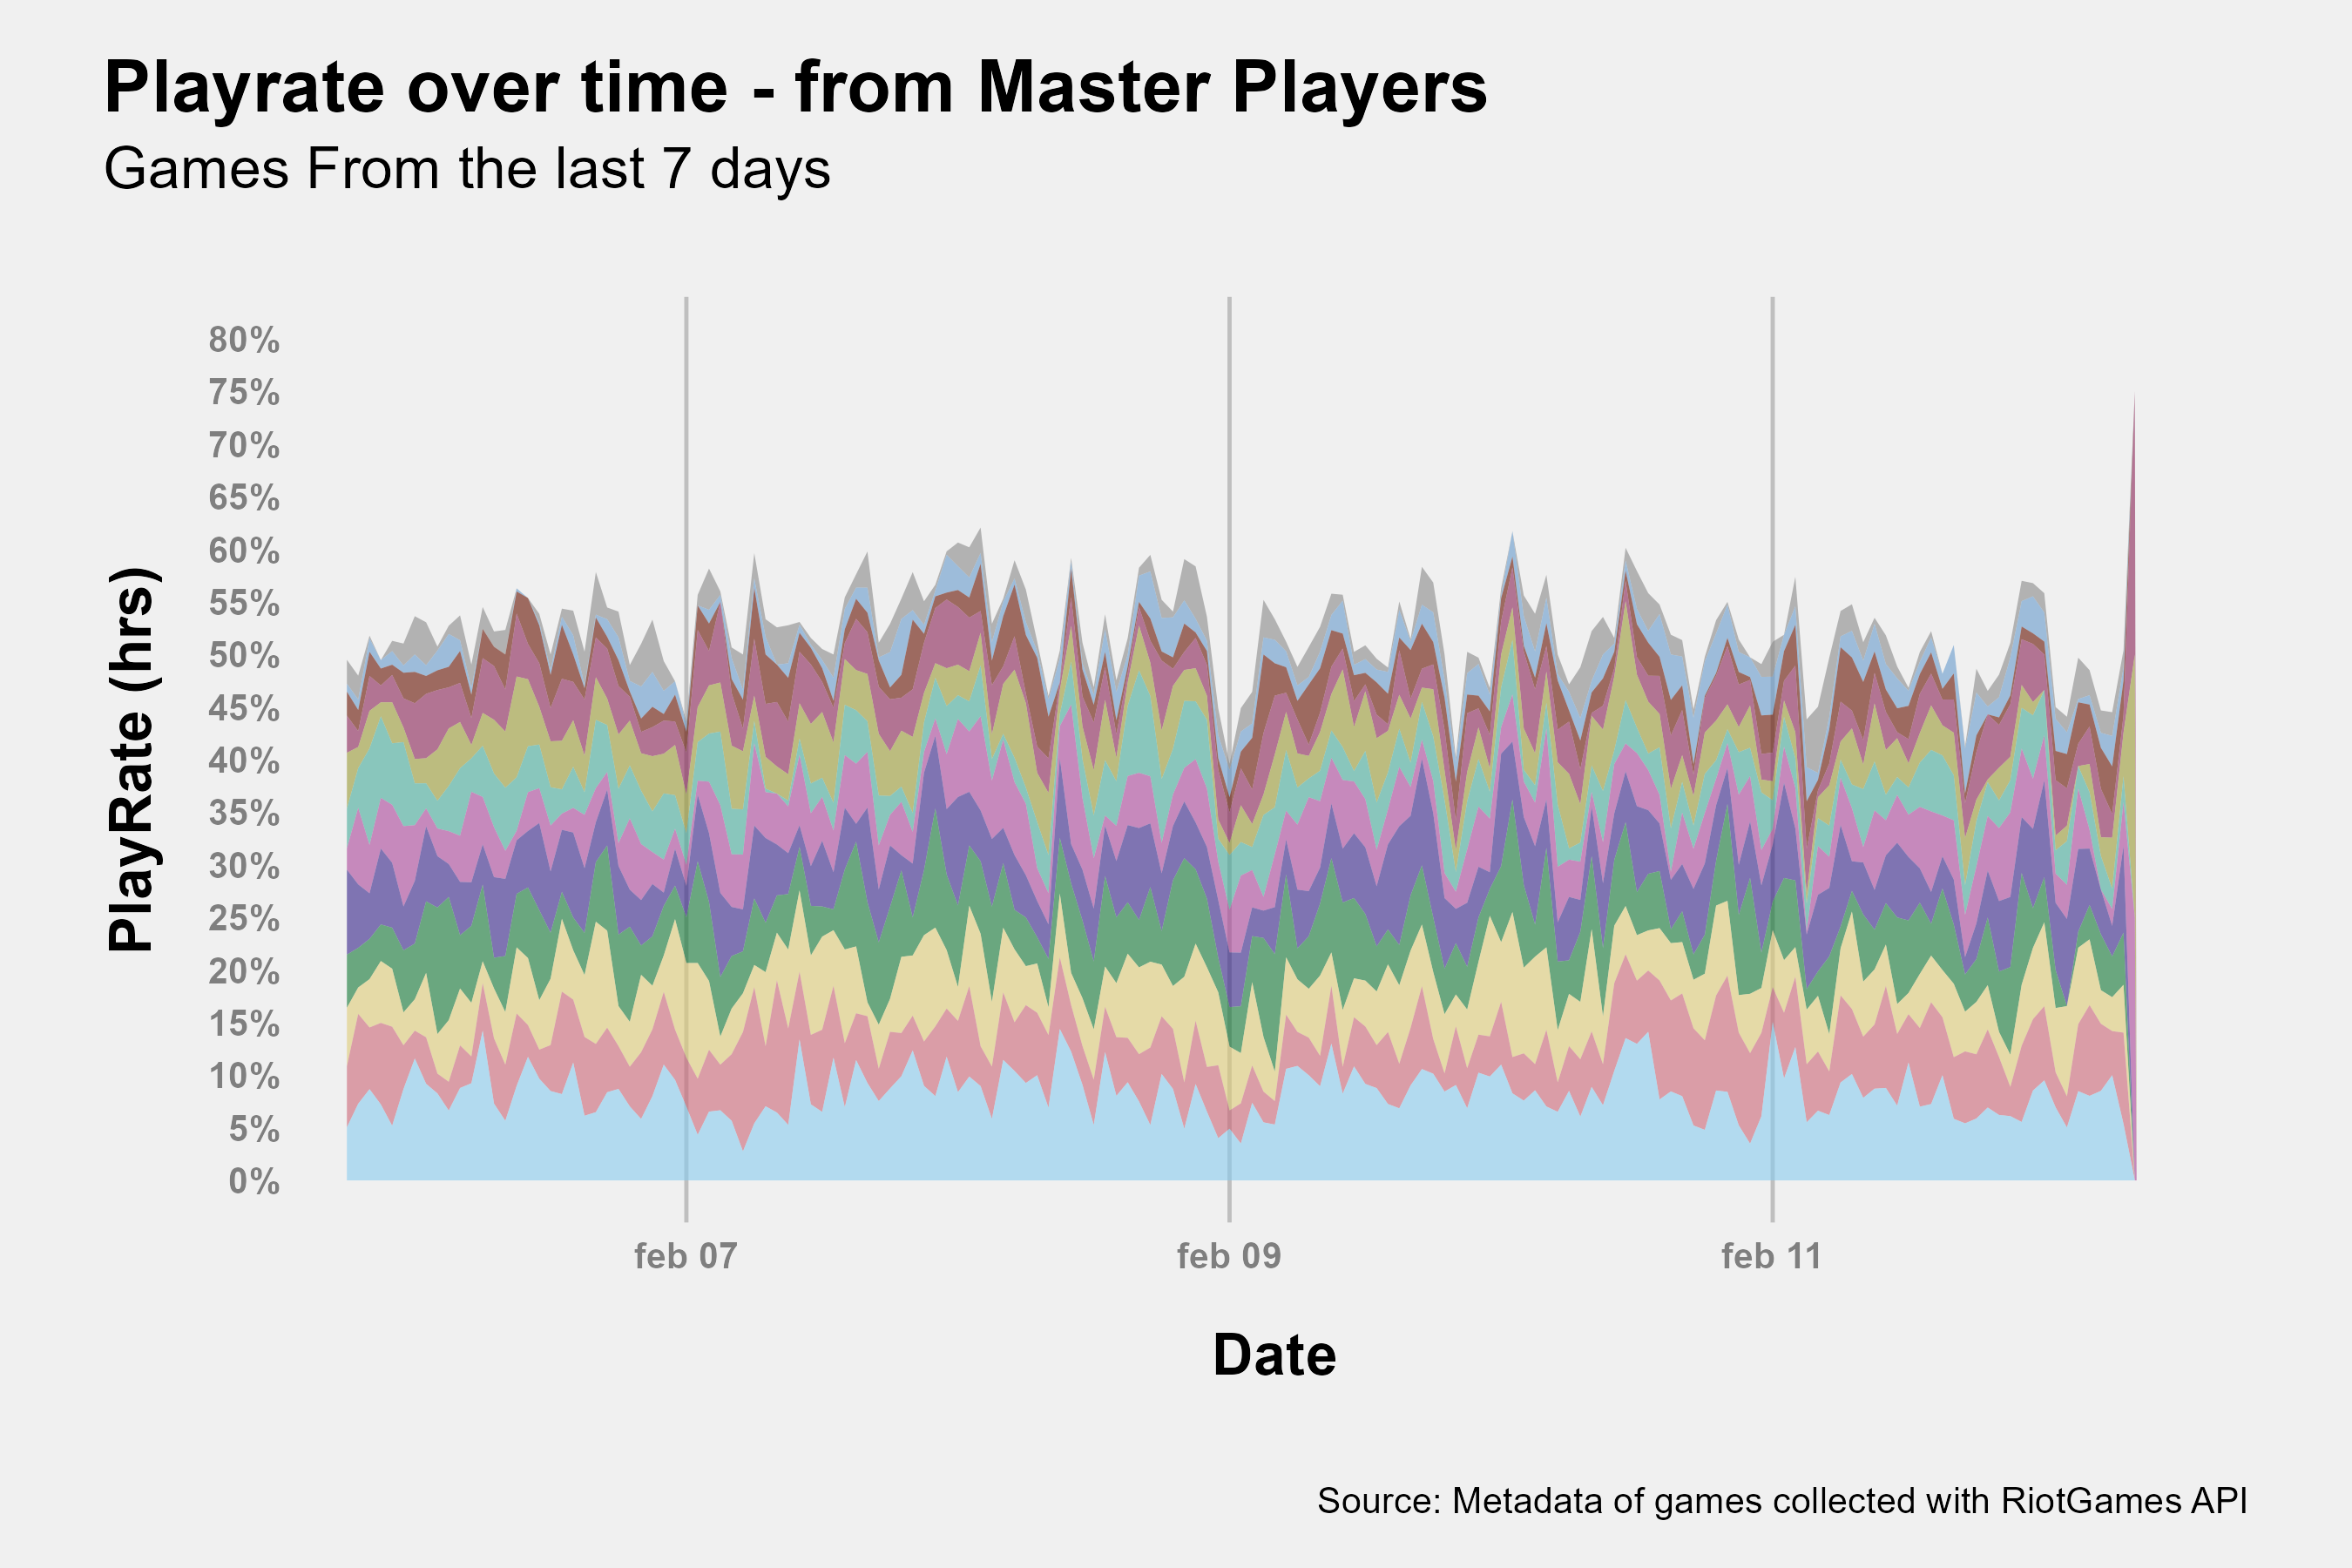 Playrate over time - from Master Players
Games From the last 7 days
PlayRate (hrs)
80%
75%
70%
65%
60%
55%
50%
45%
40%
35%
30%
25%
20%
15%
10%
5%
0%
feb 07
feb 09
feb 11
Date
Source: Metadata of games collected with RiotGames API